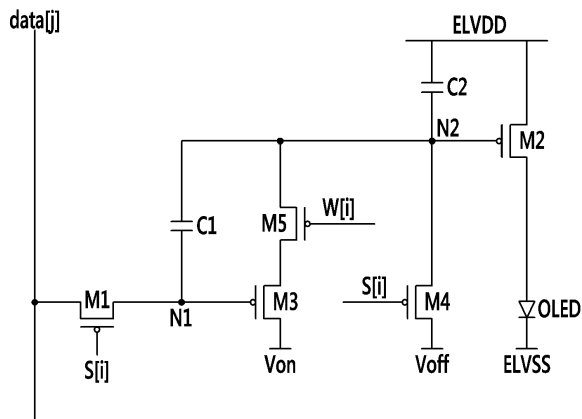 data[j]
ELVDD
C2
N2
M2
W[i]
M5
C1
S[i]
M1
M3
M4
N1
OLED
S[i]
Von
Voff
ELVSS